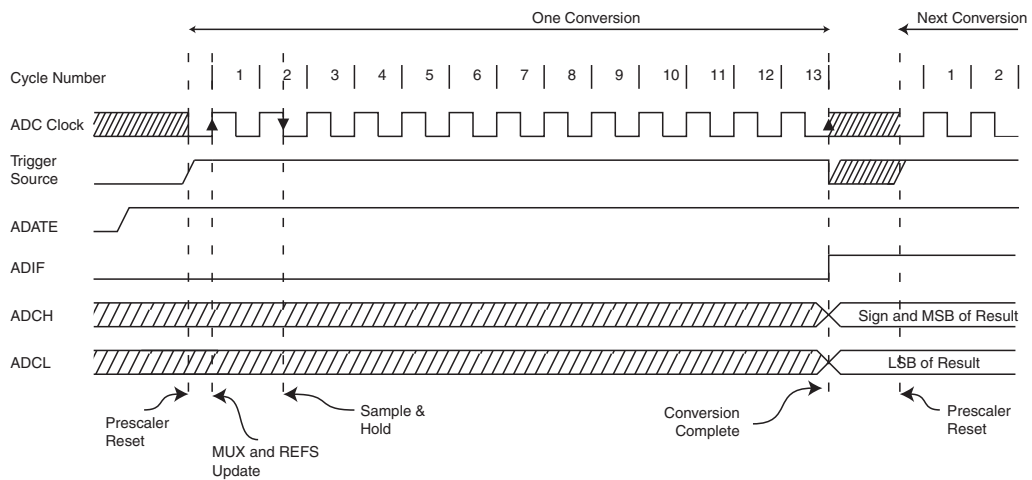 One Conversion
Next Conversion
Cycle Number
1 2 3 4 5 6 7 8 9 10 11 12 13 1 2
ADC Clock
Trigger
Source
ADATE
ADIF
ADCH
Sign and MSB of Result
ADCL
LSB of Result
Prescaler
Reset
MUX and REFS
Update
Sample &
Hold
Conversion
Complete
Prescaler
Reset